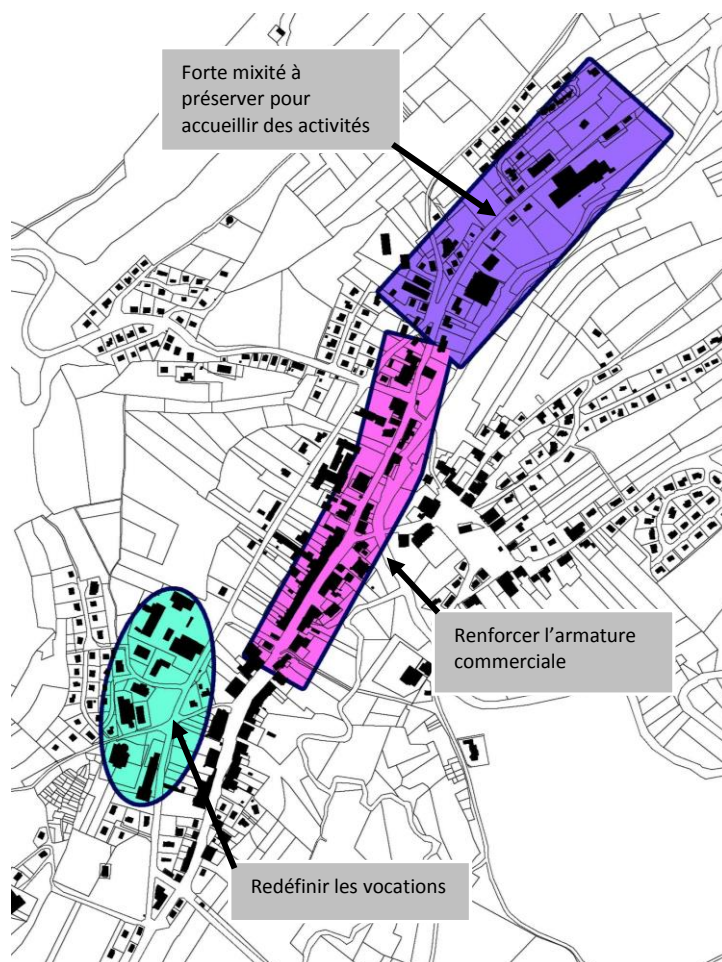 Forte mixité à
préserver pour
accueillir des activités
Renforcer l’armature
commerciale
Redéfinir les vocations